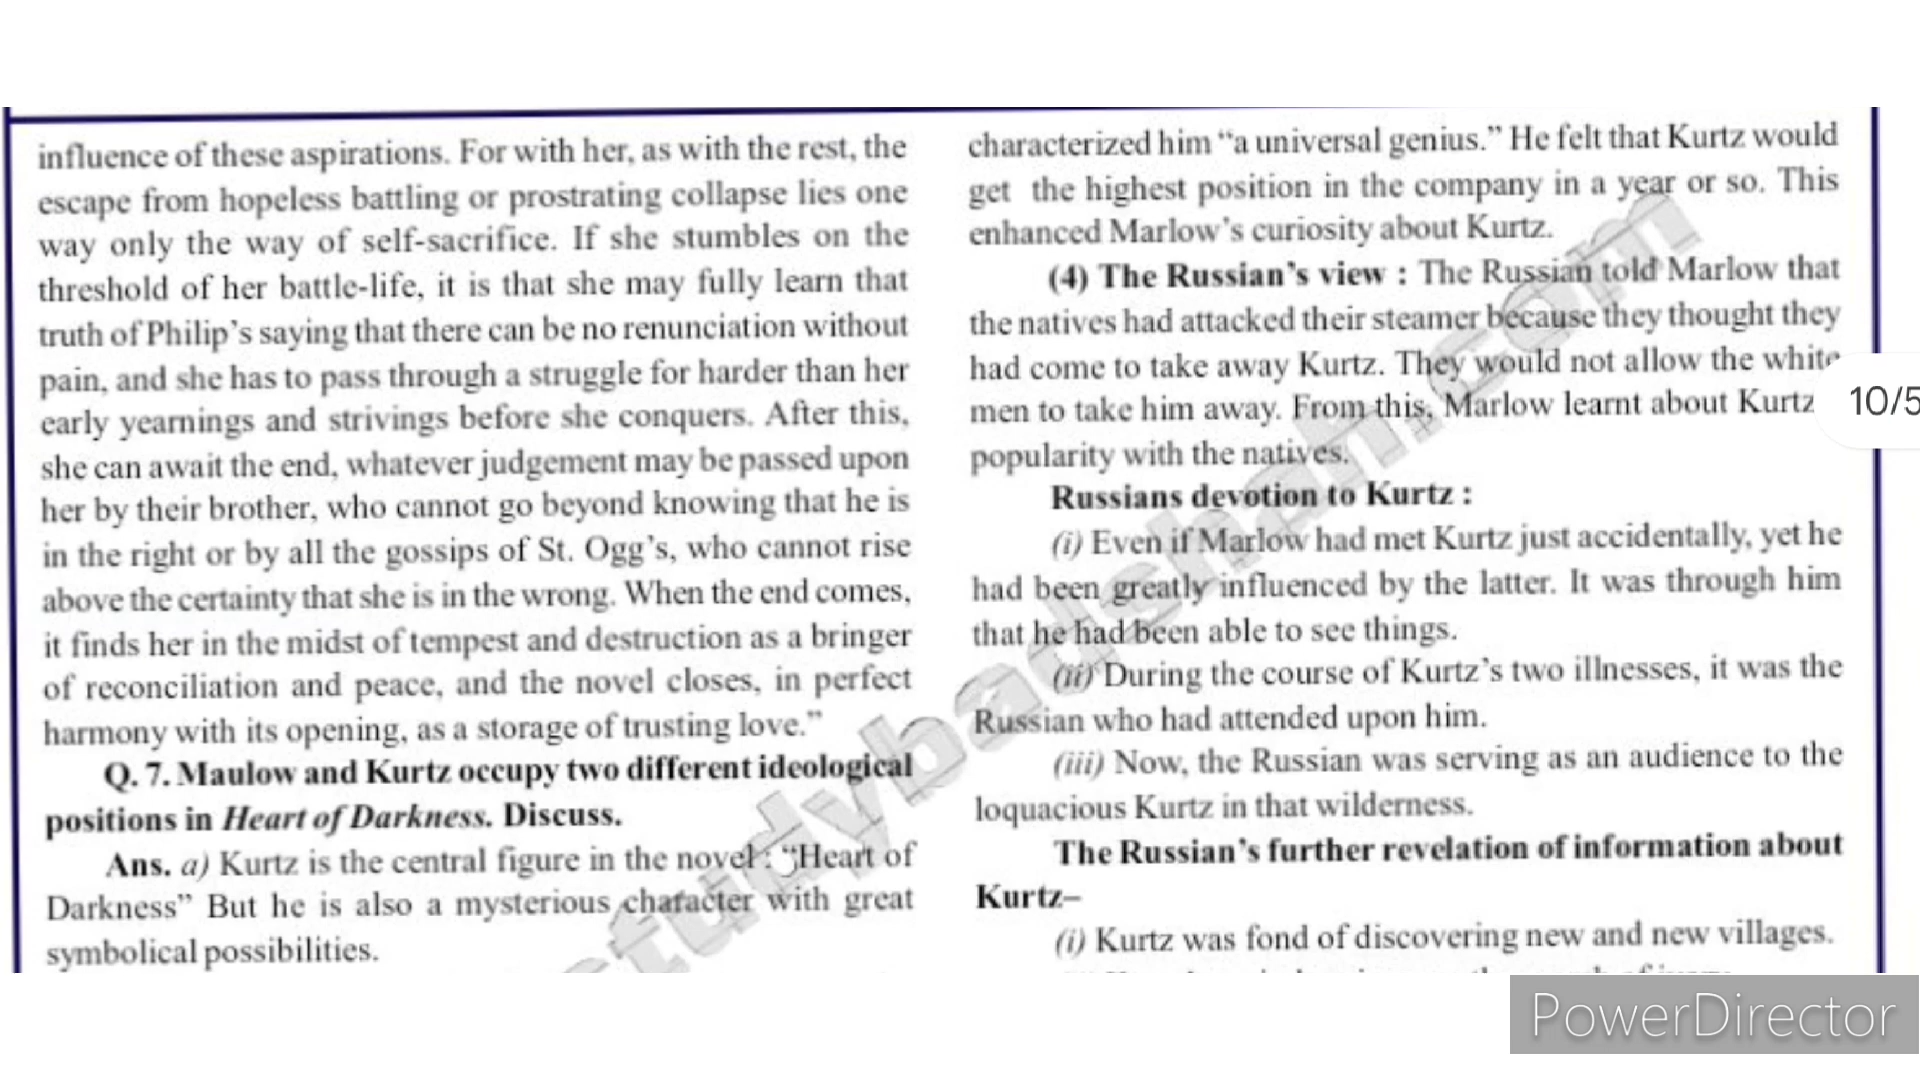 influence of these aspirations. For with her, as with the rest, the
escape from hopeless battling or prostrating collapse lies one
way only the way of self-sacrifice. If she stumbles on the
threshold of her battle-life, it is that she may fully learn that
truth of Philip's saying that there can be no renunciation without
pain, and she has to pass through a struggle for harder than her
early yearnings and strivings before she conquers. After this,
she can await the end, whatever judgement may be passed upon
her by their brother, who cannot go beyond knowing that he is
in the right or by all the gossips of St. Ogg's, who cannot rise
above the certainty that she is in the wrong. When the end comes,
it finds her in the midst of tempest and destruction as a bringer
of reconciliation and peace, and the novel closes, in perfect
harmony with its opening, as a storage of trusting love."
Q. 7. Maulow and Kurtz occupy two different ideological
positions in Heart of Darkness. Discuss.
Ans. a) Kurtz is the central figure in the novel : "Heart of
Darkness" But he is also a mysterious character with great
symbolical possibilities.
characterized him "a universal genius." He felt that Kurtz would
get the highest position in the company in a year or so. This
enhanced Marlow's curiosity about Kurtz.
(4) The Russian's view : The Russian told Marlow that
the natives had attacked their steamer because they thought they
had come to take away Kurtz. They would not allow the white
men to take him away. From this, Marlow learnt about Kurtz
popularity with the natives.
Russians devotion to Kurtz :
(i) Even if Marlow had met Kurtz just accidentally, yet he
had been greatly influenced by the latter. It was through him
that he had been able to see things.
(ii) During the course of Kurtz's two illnesses, it was the
Russian who had attended upon him.
(iii) Now, the Russian was serving as an audience to the
loquacious Kurtz in that wilderness.
The Russian's further revelation of information about
Kurtz–
(i) Kurtz was fond of discovering new and new villages.
10/5
studybadshah.com
PowerDirector